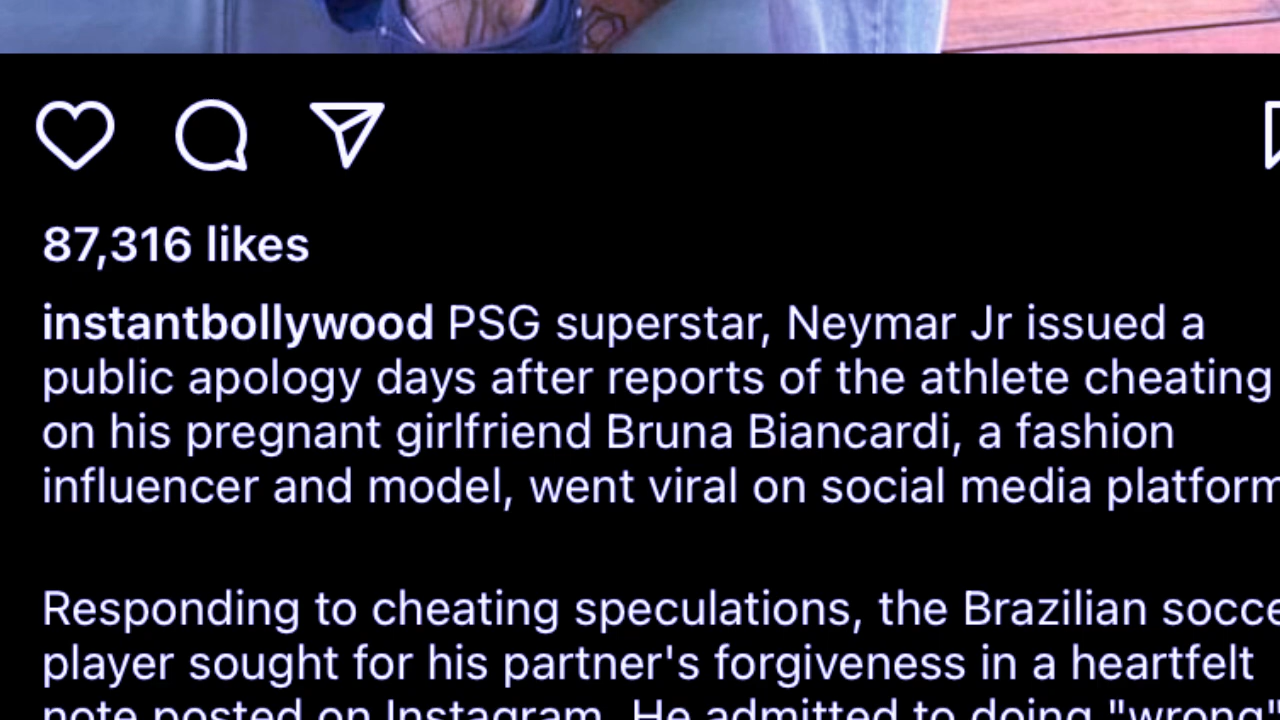 87,316 likes
instantbollywood PSG superstar, Neymar Jr issued a
public apology days after reports of the athlete cheating
on his pregnant girlfriend Bruna Biancardi, a fashion
influencer and model, went viral on social media platform
Responding to cheating speculations, the Brazilian socce
player sought for his partner's forgiveness in a heartfelt
note posted on Instagram. He admitted to doing "wrong"